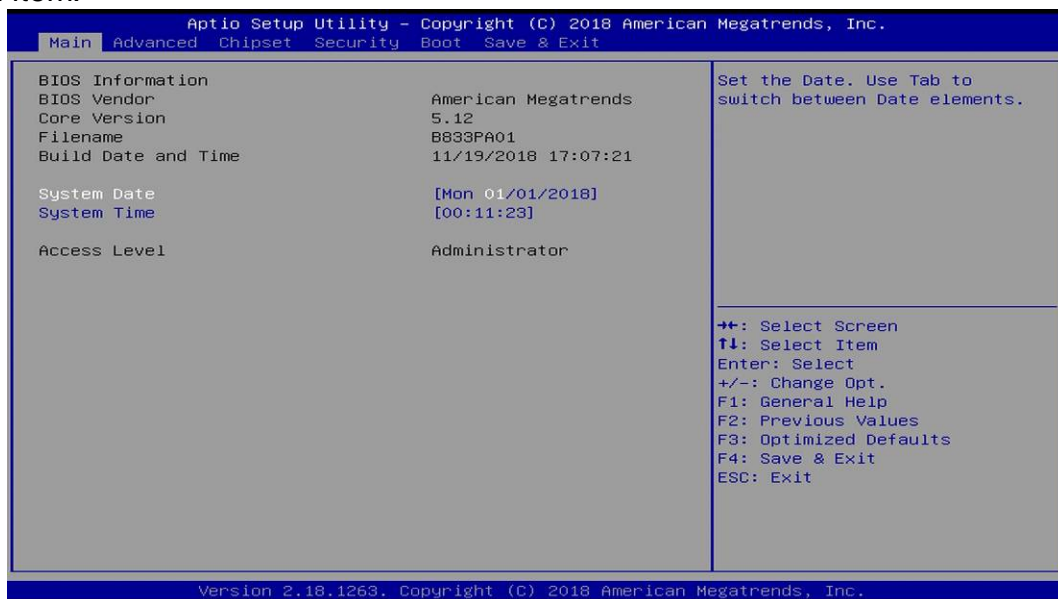 Item.
Aptio Setup Utility – Copyright (C) 2018 American Megatrends, Inc.
Main Advanced Chipset Security Boot Save & Exit
BIOS Information
BIOS Vendor American Megatrends
Core Version 5.12
Filename B833PA01
Build Date and Time 11/19/2018 17:07:21
System Date [Mon 01/01/2018]
System Time [00:11:23]
Access Level Administrator
Set the Date. Use Tab to
switch between Date elements.
→←: Select Screen
↑↓: Select Item
Enter: Select
+/-: Change Opt.
F1: General Help
F2: Previous Values
F3: Optimized Defaults
F4: Save & Exit
ESC: Exit
Version 2.18.1263. Copyright (C) 2018 American Megatrends, Inc.